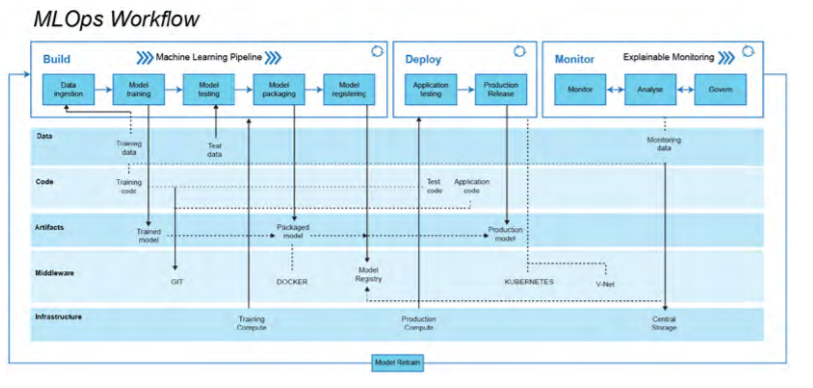 MLOps Workflow
Build
Machine Learning Pipeline
Deploy
Monitor
Explainable Monitoring
Data
ingestion
Model
training
Model
testing
Model
packaging
Model
registering
Application
testing
Production
Release
Monitor
Analyse
Govern
Data
Training
data
Test
data
Monitoring
data
Code
Training
code
Test
code
Application
code
Artifacts
Trained
model
Packaged
model
Production
model
Middleware
GIT
DOCKER
Model
Registry
KUBERNETES
V-Net
Infrastructure
Training
Compute
Production
Compute
Central
Storage
Model Retrain